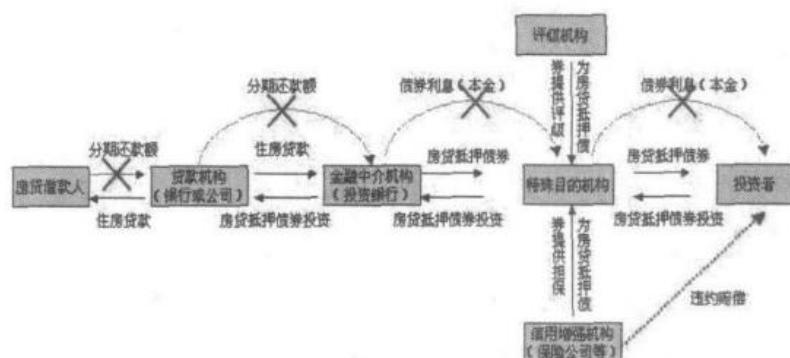 评级机构
分期还款额
债券利息（本金）
券提供评级
为房贷抵押债
债券利息（本金）
分期还款额
住房贷款
房贷抵押债券
房贷抵押债券
房贷借款人
贷款机构
（银行或公司）
金融中介机构
（投资银行）
特殊目的机构
投资者
住房贷款
房贷抵押债券投资
房贷抵押债券投资
房贷抵押债券投资
券提供担保
为房贷抵押债
违约赔偿
信用增强机构
（保险公司等）